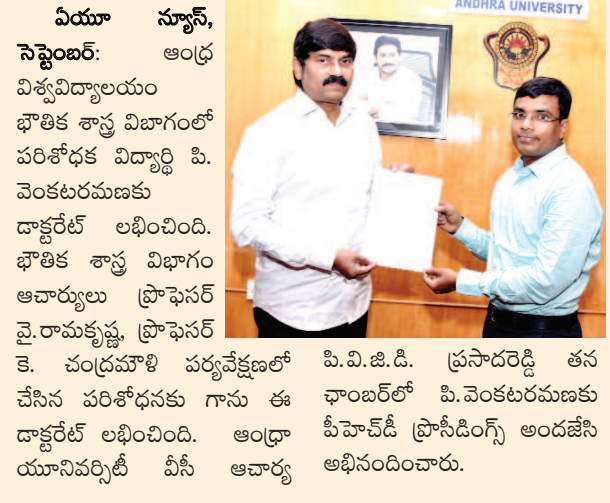 ఏయూ న్యూస్,
సెప్టెంబర్: ఆంధ్ర
విశ్వవిద్యాలయం
భౌతిక శాస్త్ర విబాగంలో
పరిశోధక విద్యార్థి పి.
వెంకటరమణకు
డాక్టరేట్ లభించింది.
భౌతిక శాస్త్ర విభాగం
ఆచార్యులు ప్రొఫెసర్
వై.రామకృష్ణ, ప్రొఫెసర్
కె. చంద్రమౌళి పర్యవేక్షణలో
చేసిన పరిశోధనకు గాను ఈ
డాక్టరేట్ లభించింది. ఆంధ్రా
యూనివర్సిటీ వీసీ ఆచార్య
పి.వి.జి.డి. ప్రసాదరెడ్డి తన
ఛాంబర్‌లో పి.వెంకటరమణకు
పీహెచ్‌డీ ప్రొసీడింగ్స్ అందజేసి
అభినందించారు.
ANDHRA UNIVERSITY